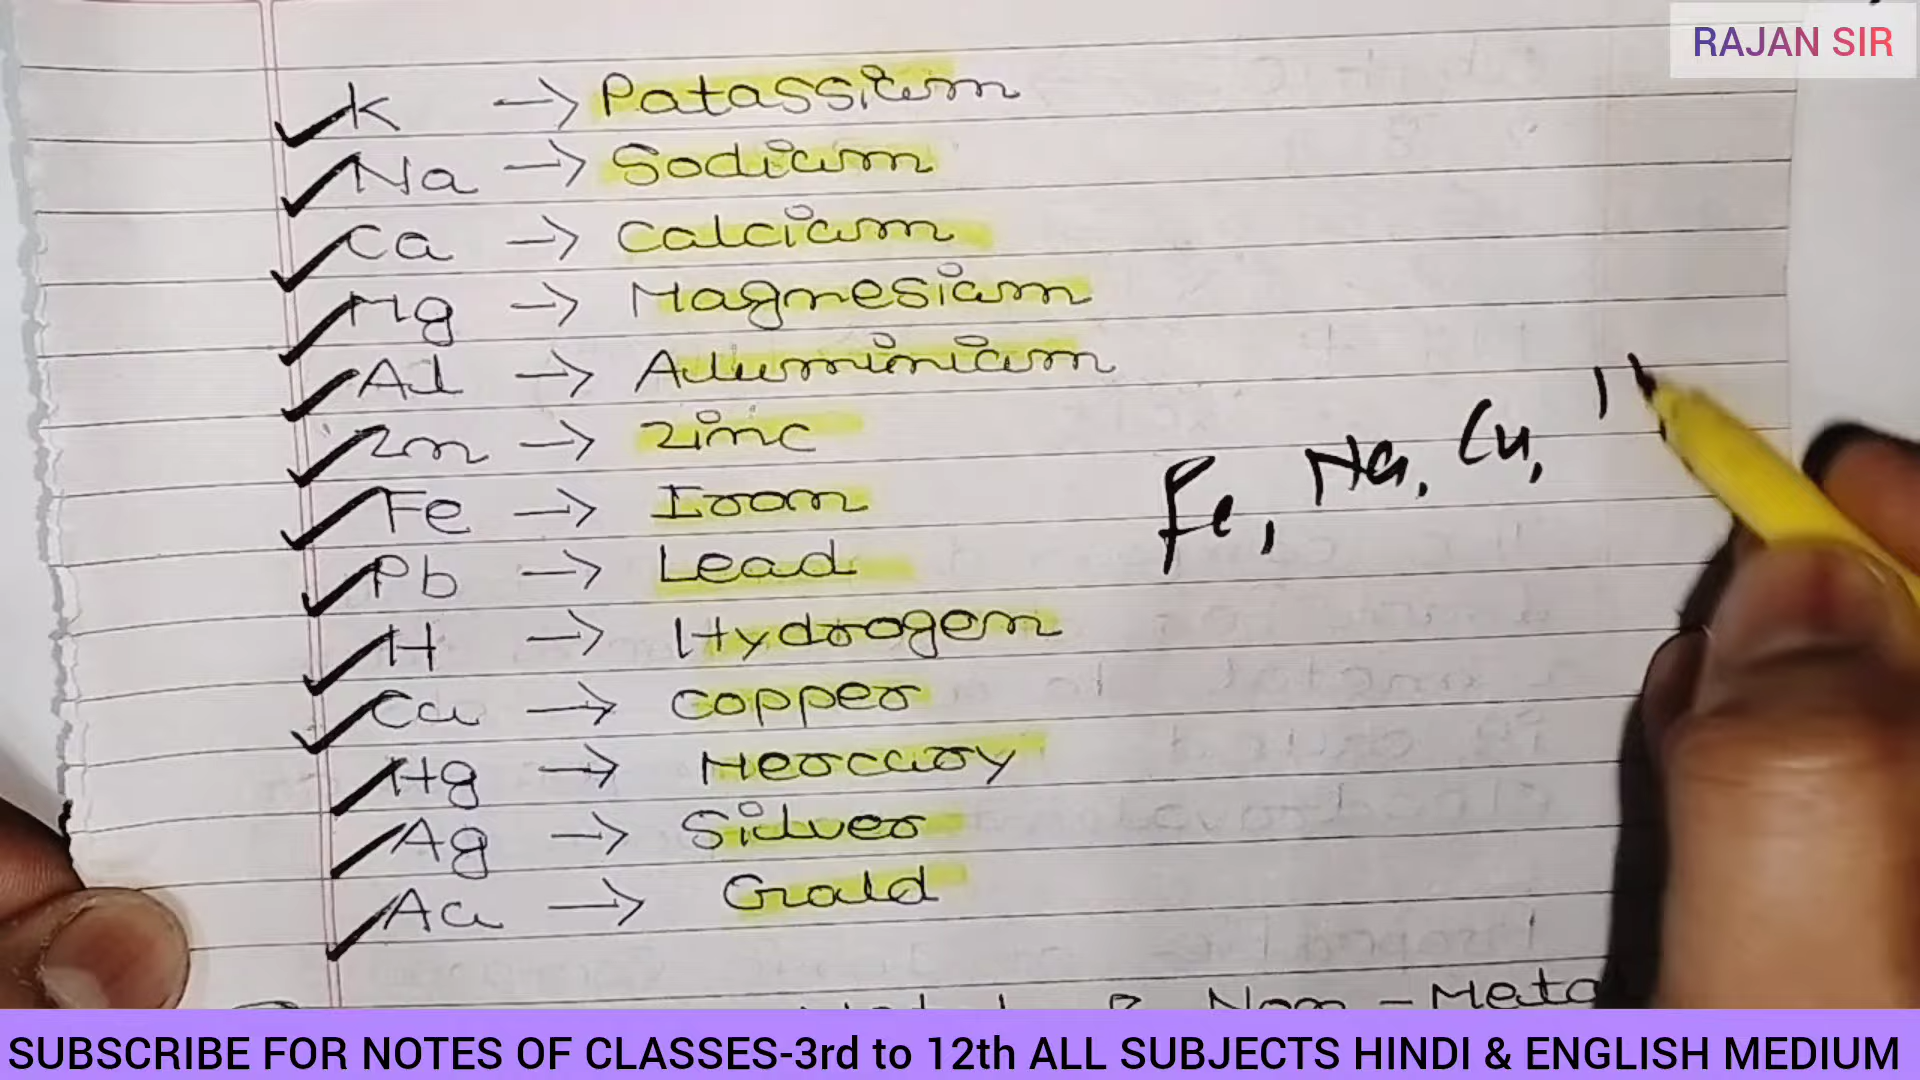 RAJAN SIR
K → Patassium
Na → Sodium
Ca → Calcium
Mg → Magnesium
Al → Aluminium
Zn → Zinc
Fe → Iron
Pb → Lead
H → Hydrogen
Cu → Copper
Hg → Mercury
Ag → Silver
Au → Gold
Fe, Na, Cu,
Non-Meta
SUBSCRIBE FOR NOTES OF CLASSES-3rd to 12th ALL SUBJECTS HINDI & ENGLISH MEDIUM